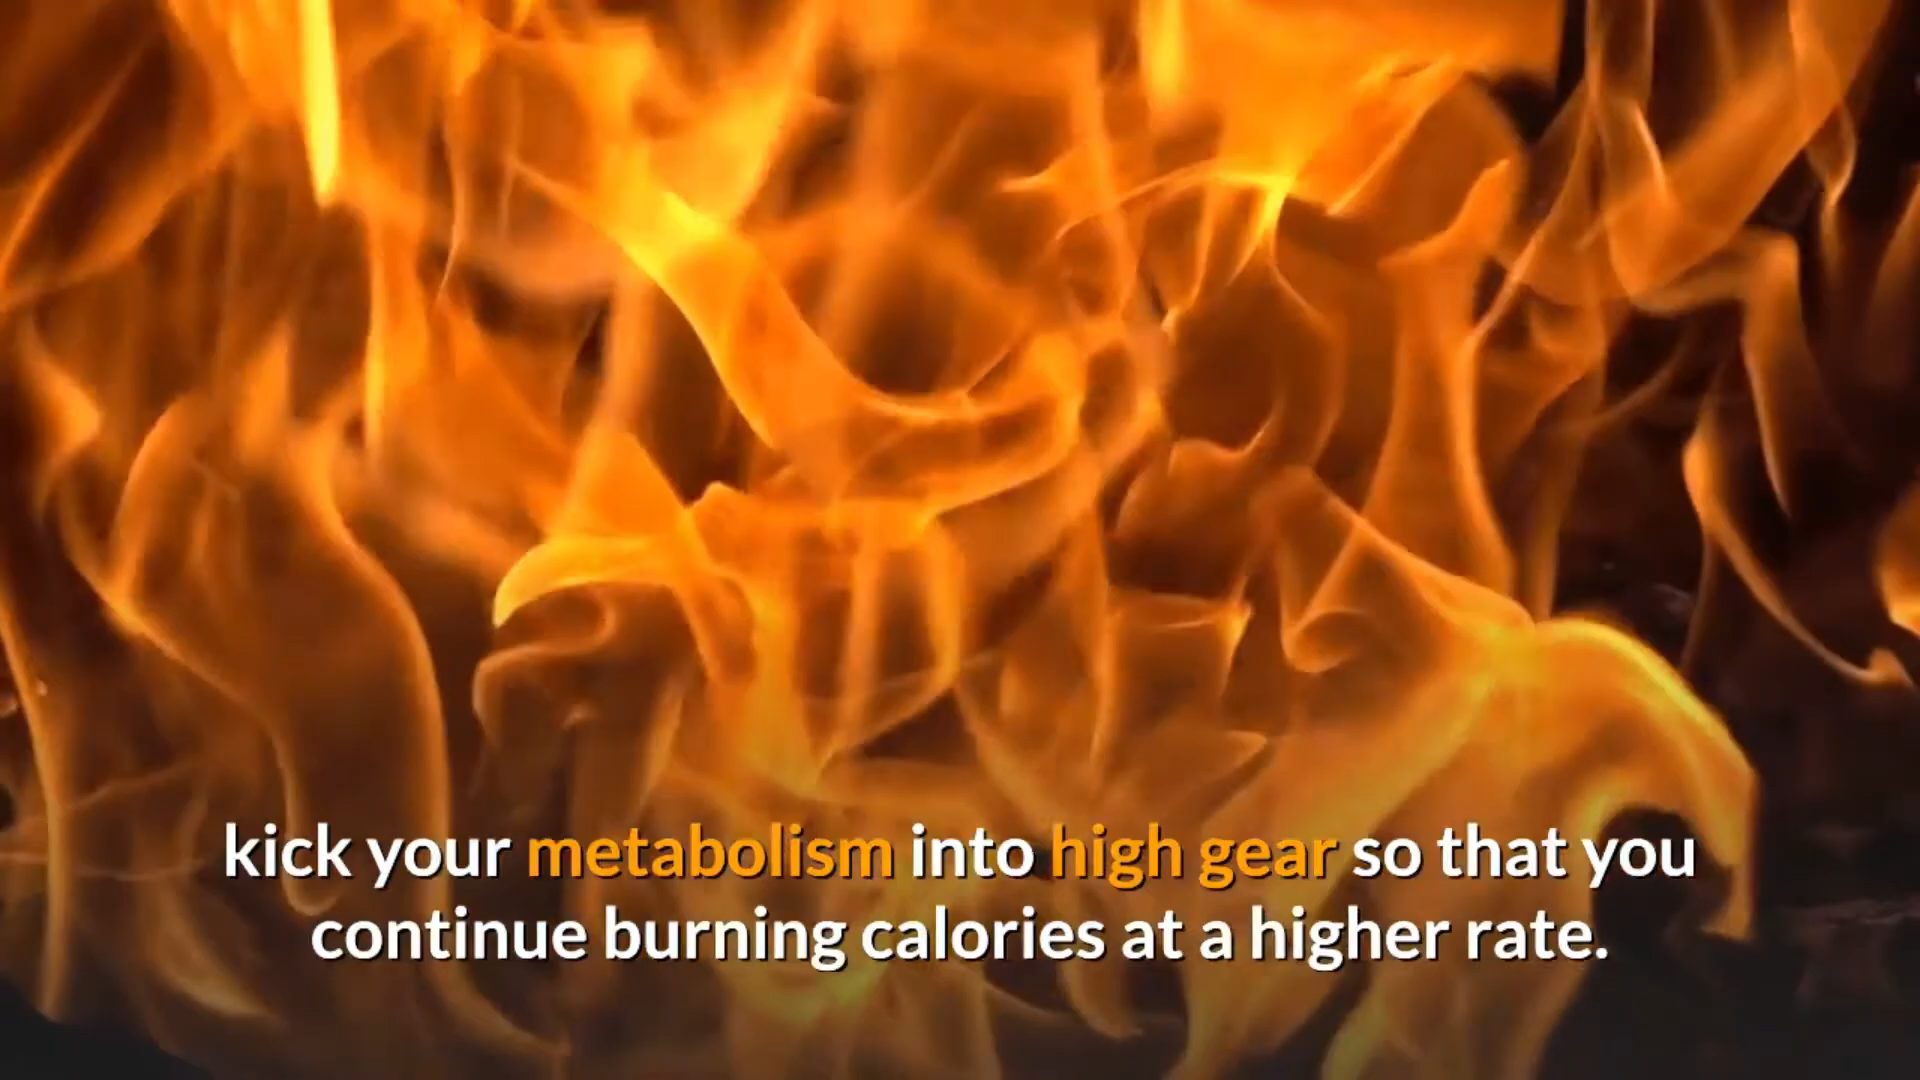 kick your metabolism into high gear so that you
continue burning calories at a higher rate.